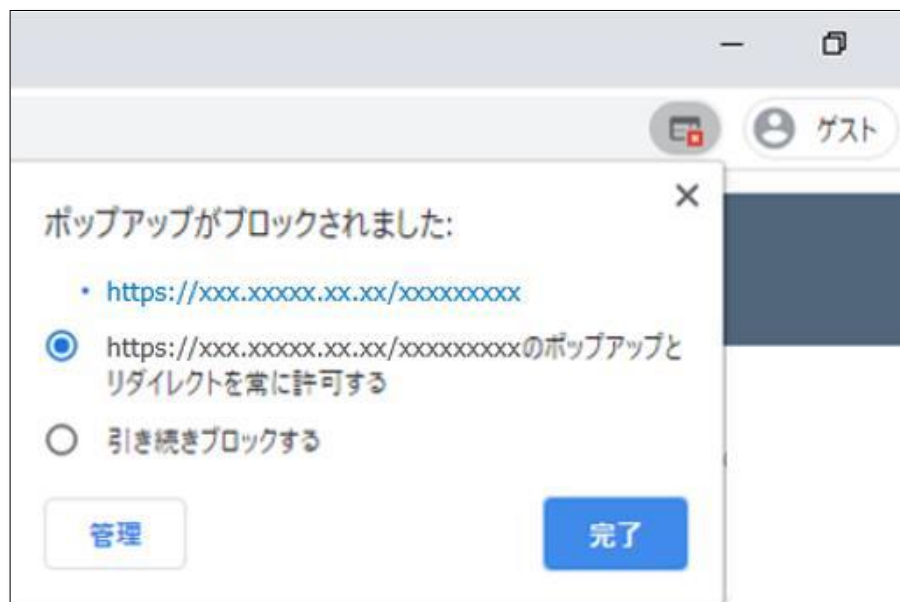 ゲスト
ポップアップがブロックされました:
• https://xxx.xxxxx.xx.xx/xxxxxxxxx
https://xxx.xxxxx.xx.xx/xxxxxxxxxのポップアップと
リダイレクトを常に許可する
引き続きブロックする
管理 完了